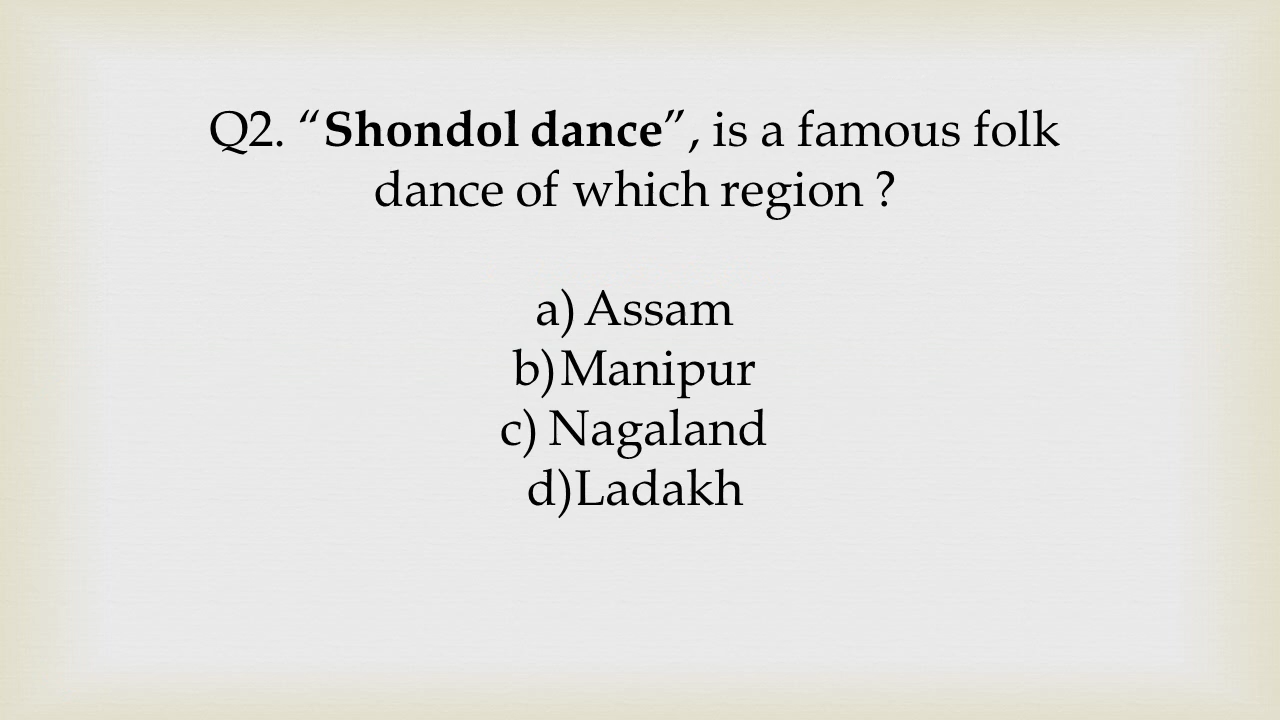 Q2. “Shondol dance”, is a famous folk
dance of which region ?
a) Assam
b)Manipur
c) Nagaland
d)Ladakh